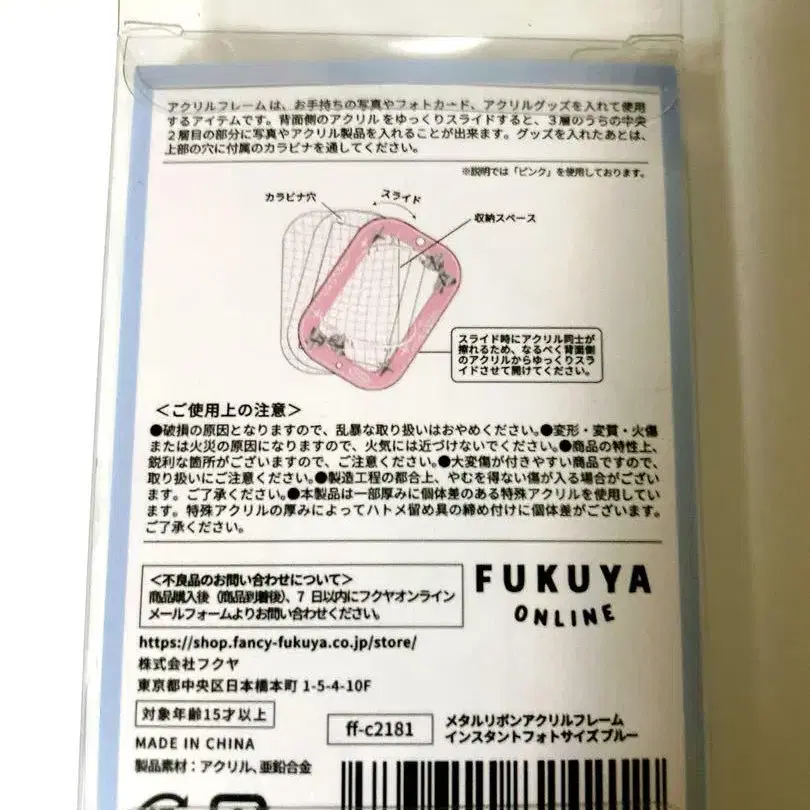 アクリルフレームは、お手持ちの写真やフォトカード、アクリルグッズを入れて使用
するアイテムです。背面側のアクリルをゆっくりスライドすると、3層のうちの中央
2層目の部分に写真やアクリル製品を入れることが出来ます。グッズを入れたあとは、
上部の穴に付属のカラビナを通してください。
※説明では「ピンク」を使用しております。
カラビナ穴
スライド
収納スペース
スライド時にアクリル同士が
擦れるため、なるべく背面側
のアクリルからゆっくりスラ
イドさせて開けてください。
＜ご使用上の注意＞
●破損の原因となりますので、乱暴な取り扱いはおやめください。●変形・変質・火傷
または火災の原因になりますので、火気には近づけないでください。●商品の特性上、
鋭利な箇所がございますので、ご注意ください。●大変傷が付きやすい商品ですので、
取り扱いにご注意ください。●製造工程の都合上、やむを得ない傷が入る場合がござい
ます。ご了承ください。●本製品は一部厚みに個体差のある特殊アクリルを使用してい
ます。特殊アクリルの厚みによってハトメ留め具の締め付けに個体差がございます。
ご了承ください。
＜不良品のお問い合わせについて＞
商品購入後（商品到着後）、7 日以内にフクヤオンライン
メールフォームよりお問い合わせください。
FUKUYA
ONLINE
https://shop.fancy-fukuya.co.jp/store/
株式会社フクヤ
東京都中央区日本橋本町 1-5-4-10F
対象年齢15才以上
MADE IN CHINA
製品素材：アクリル、亜鉛合金
ff-c2181
メタルリボンアクリルフレーム
インスタントフォトサイズブルー